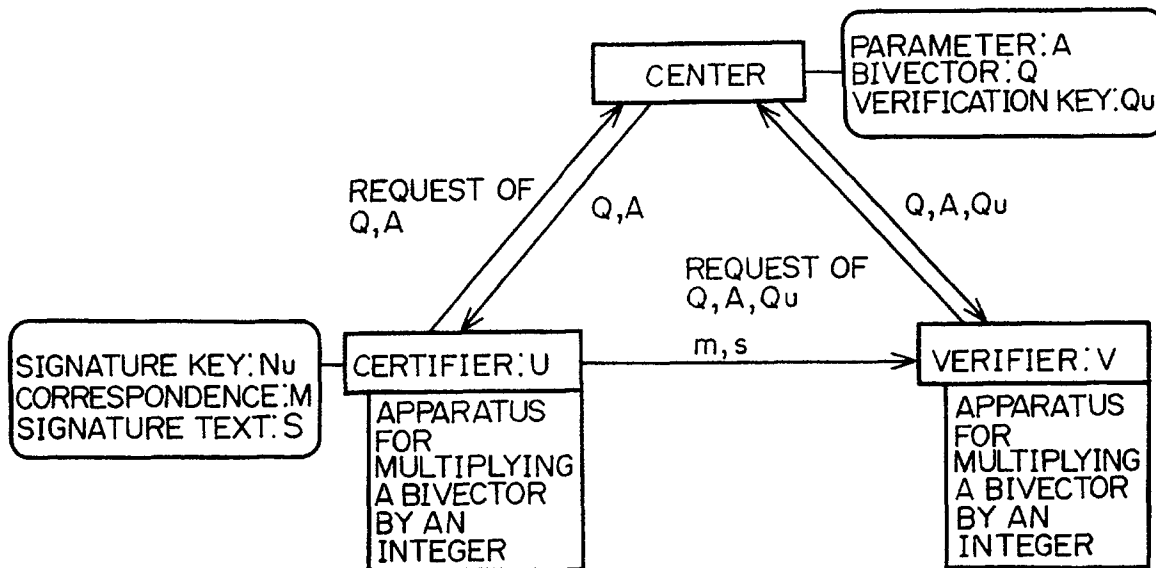 CENTER
PARAMETER:A
BIVECTOR:Q
VERIFICATION KEY:Qu
REQUEST OF
Q,A
Q,A
Q,A,Qu
REQUEST OF
Q,A,Qu
SIGNATURE KEY:Nu
CORRESPONDENCE:M
SIGNATURE TEXT:S
CERTIFIER:U
m,s
VERIFIER:V
APPARATUS
FOR
MULTIPLYING
A BIVECTOR
BY AN
INTEGER
APPARATUS
FOR
MULTIPLYING
A BIVECTOR
BY AN
INTEGER